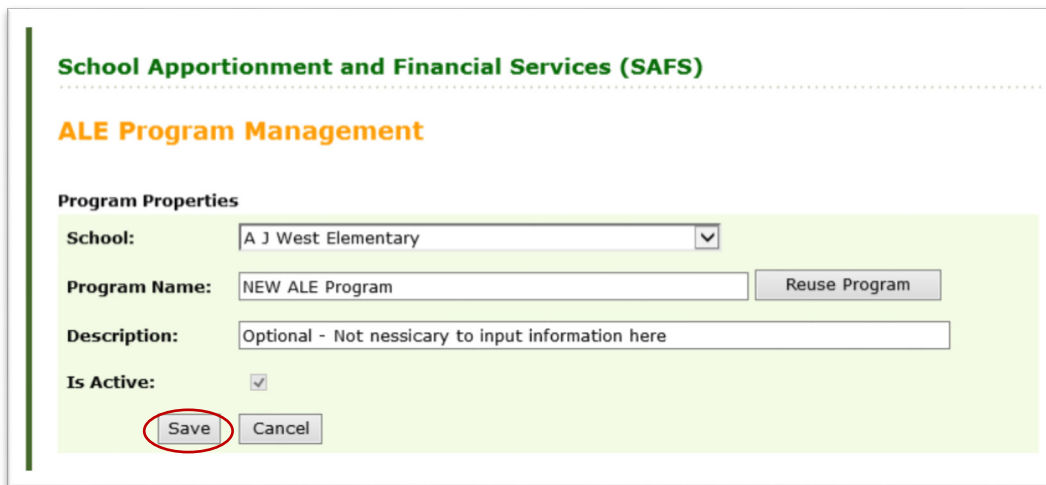 School Apportionment and Financial Services (SAFS)
ALE Program Management
Program Properties
School: A J West Elementary
Program Name: NEW ALE Program Reuse Program
Description: Optional - Not nessicary to input information here
Is Active:
Save Cancel